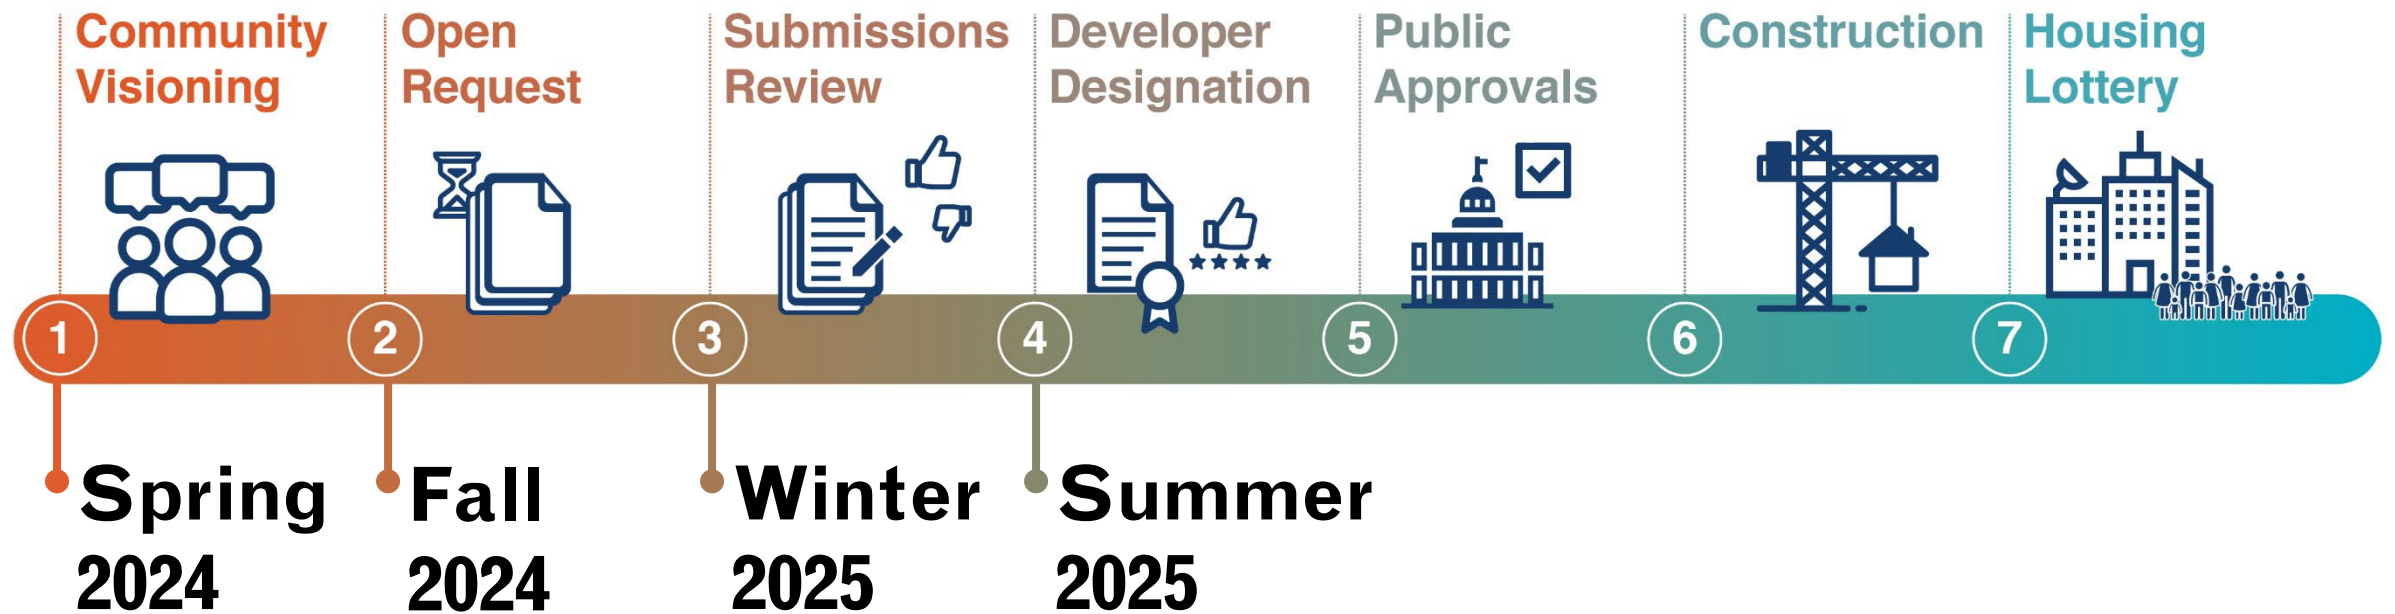 Community
Visioning
Open
Request
Submissions
Review
Developer
Designation
Public
Approvals
Construction
Housing
Lottery
1
2
3
4
5
6
7
Spring
2024
Fall
2024
Winter
2025
Summer
2025